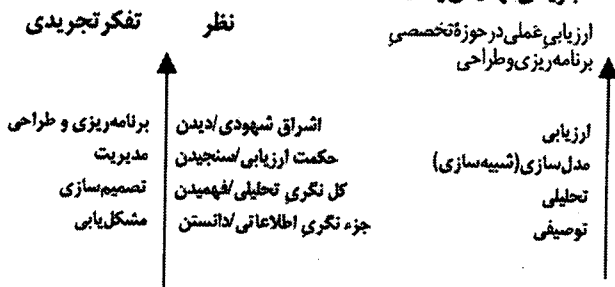 ارزیابیِ عملی در حوزهٔ تخصصیِ
برنامه‌ریزی و طراحی
نظر
تفکر تجریدی
ارزیابی
مدل‌سازی (شبیه‌سازی)
تحلیلی
توصیفی
اشراق شهودی/دیدن
حکمت ارزیابی/سنجیدن
کل نگریِ تحلیلی/فهمیدن
جزء نگریِ اطلاعاتی/دانستن
برنامه‌ریزی و طراحی
مدیریت
تصمیم‌سازی
مشکل‌یابی